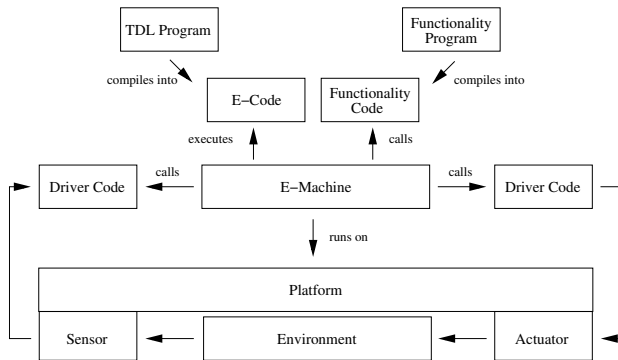 TDL Program
Functionality
Program
compiles into
compiles into
E−Code
Functionality
Code
executes
calls
calls
calls
Driver Code
E−Machine
Driver Code
runs on
Platform
Sensor
Environment
Actuator